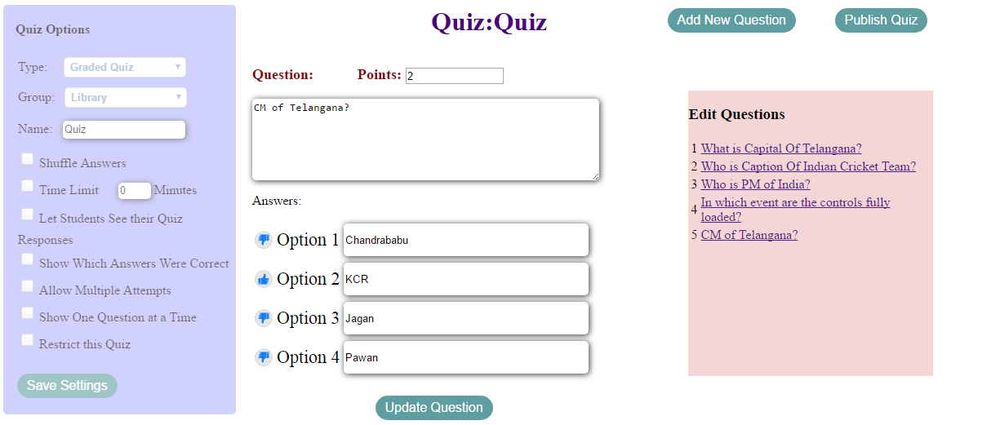 Quiz Options
Type: Graded Quiz
Group: Library
Name: Quiz
Shuffle Answers
Time Limit 0 Minutes
Let Students See their Quiz
Responses
Show Which Answers Were Correct
Allow Multiple Attempts
Show One Question at a Time
Restrict this Quiz
Save Settings
Quiz:Quiz
Question: Points: 2
CM of Telangana?
Answers:
Option 1 Chandrababu
Option 2 KCR
Option 3 Jagan
Option 4 Pawan
Update Question
Add New Question Publish Quiz
Edit Questions
1 What is Capital Of Telangana?
2 Who is Caption Of Indian Cricket Team?
3 Who is PM of India?
4 In which event are the controls fully
loaded?
5 CM of Telangana?